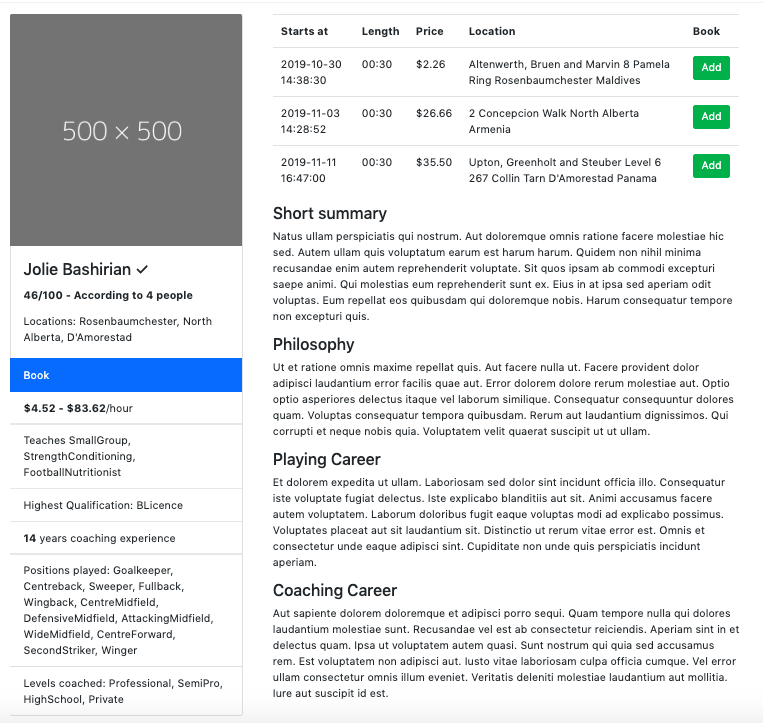 500 × 500
Jolie Bashirian ✓
46/100 - According to 4 people
Locations: Rosenbaumchester, North
Alberta, D'Amorestad
Book
$4.52 - $83.62/hour
Teaches SmallGroup,
StrengthConditioning,
FootballNutritionist
Highest Qualification: BLicence
14 years coaching experience
Positions played: Goalkeeper,
Centreback, Sweeper, Fullback,
Wingback, CentreMidfield,
DefensiveMidfield, AttackingMidfield,
WideMidfield, CentreForward,
SecondStriker, Winger
Levels coached: Professional, SemiPro,
HighSchool, Private
Starts at Length Price Location Book
2019-10-30 00:30 $2.26 Altenwerth, Bruen and Marvin 8 Pamela Add
14:38:30 Ring Rosenbaumchester Maldives
2019-11-03 00:30 $26.66 2 Concepcion Walk North Alberta Add
14:28:52 Armenia
2019-11-11 00:30 $35.50 Upton, Greenholt and Steuber Level 6 Add
16:47:00 267 Collin Tarn D'Amorestad Panama
Short summary
Natus ullam perspiciatis qui nostrum. Aut doloremque omnis ratione facere molestiae hic
sed. Autem ullam quis voluptatum earum est harum harum. Quidem non nihil minima
recusandae enim autem reprehenderit voluptate. Sit quos ipsam ab commodi excepturi
saepe animi. Qui molestias eum reprehenderit sunt ex. Eius in at ipsa sed aperiam odit
voluptas. Eum repellat eos quibusdam qui doloremque nobis. Harum consequatur tempore
non excepturi quis.
Philosophy
Ut et ratione omnis maxime repellat quis. Aut facere nulla ut. Facere provident dolor
adipisci laudantium error facilis quae aut. Error dolorem dolore rerum molestiae aut. Optio
optio asperiores delectus itaque vel laborum similique. Consequatur consequuntur dolores
quam. Voluptas consequatur tempora quibusdam. Rerum aut laudantium dignissimos. Qui
corrupti et neque nobis quia. Voluptatem velit quaerat suscipit ut ut ullam.
Playing Career
Et dolorem expedita ut ullam. Laboriosam sed dolor sint incidunt officia illo. Consequatur
iste voluptate fugiat delectus. Iste explicabo blanditiis aut sit. Animi accusamus facere
autem voluptatem. Laborum doloribus fugit eaque voluptas modi ad explicabo possimus.
Voluptates placeat aut sit laudantium sit. Distinctio ut rerum vitae error est. Omnis et
consectetur unde eaque adipisci sint. Cupiditate non unde quis perspiciatis incidunt
aperiam.
Coaching Career
Aut sapiente dolorem doloremque et adipisci porro sequi. Quam tempore nulla qui dolores
laudantium molestiae sunt. Recusandae vel est ab consectetur reiciendis. Aperiam sint in et
delectus quam. Ipsa ut voluptatem autem quasi. Sunt nostrum qui quia sed accusamus
rem. Est voluptatem non adipisci aut. Iusto vitae laboriosam culpa officia cumque. Vel error
ullam consectetur omnis illum eveniet. Veritatis deleniti molestiae laudantium aut mollitia.
Iure aut suscipit id est.